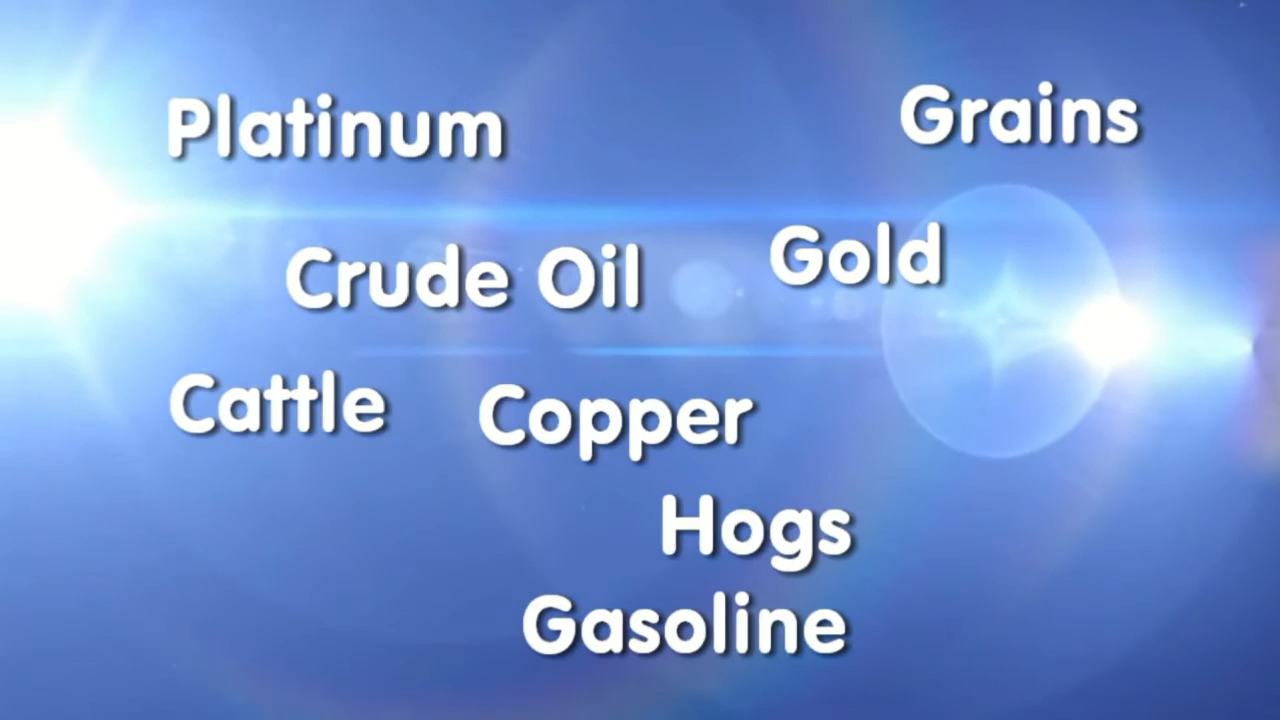 Platinum
Grains
Crude Oil
Gold
Cattle
Copper
Hogs
Gasoline